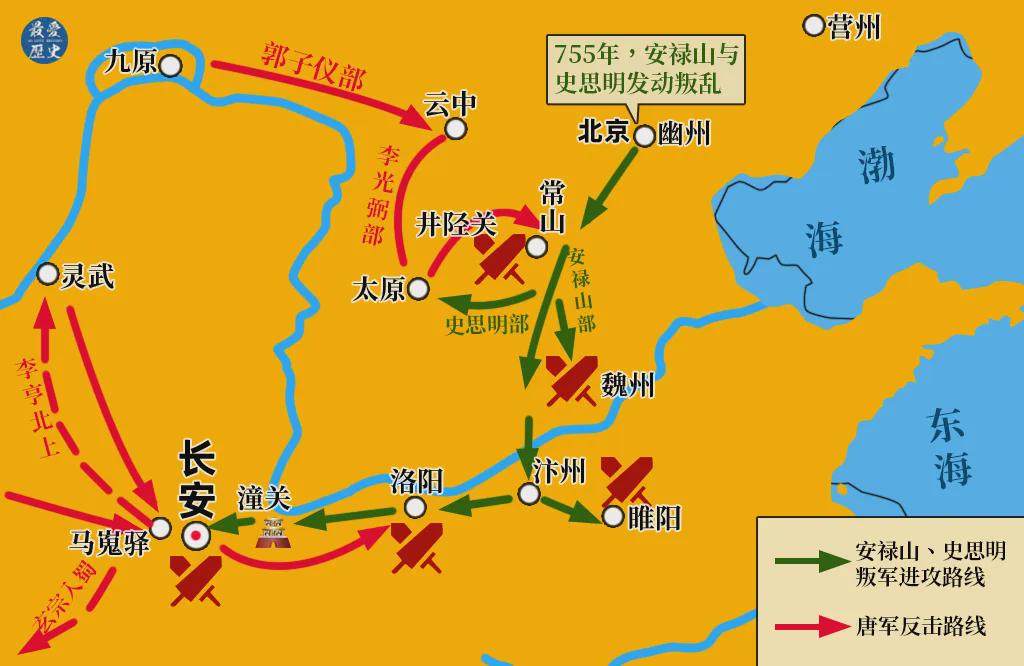 最爱
歷史
九原
郭子仪部
云中
755年，安禄山与
史思明发动叛乱
营州
北京
幽州
渤
海
李光弼部
井陉关
常山
太原
史思明部
安禄山部
灵武
李亨北上
魏州
东海
长安
潼关
洛阳
汴州
睢阳
马嵬驿
玄宗入蜀
安禄山、史思明
叛军进攻路线
唐军反击路线